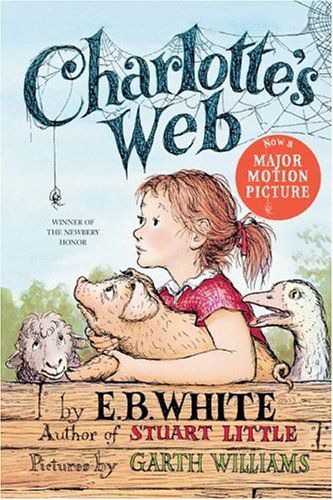 Charlotte's
Web
Now a
MAJOR
MOTION
PICTURE
WINNER OF
THE NEWBERY
HONOR
by E.B. WHITE
Author of STUART LITTLE
Pictures by GARTH WILLIAMS